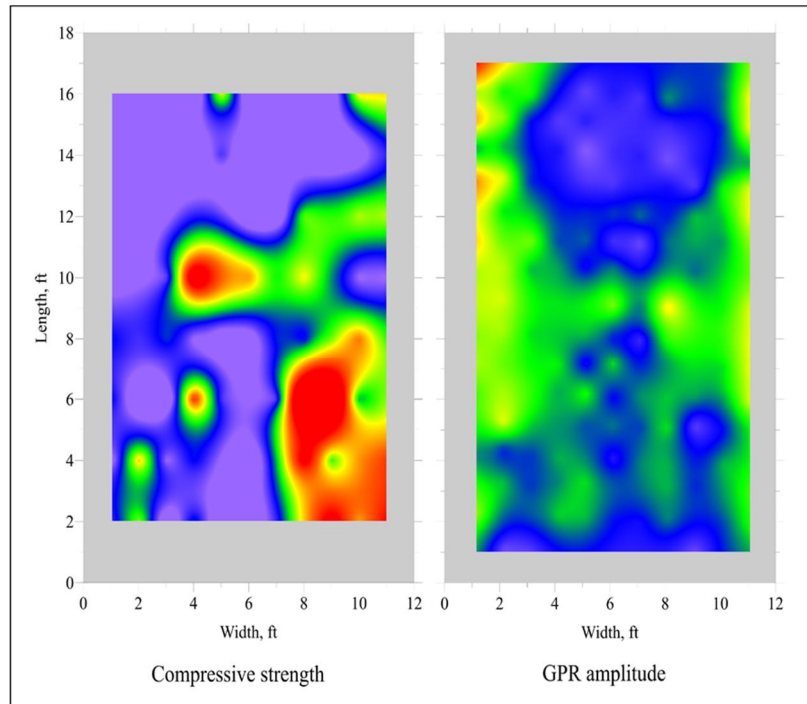 18
16
14
12
10
8
6
4
2
0
Length, ft
0 2 4 6 8 10 12
Width, ft
Compressive strength
0 2 4 6 8 10 12
Width, ft
GPR amplitude